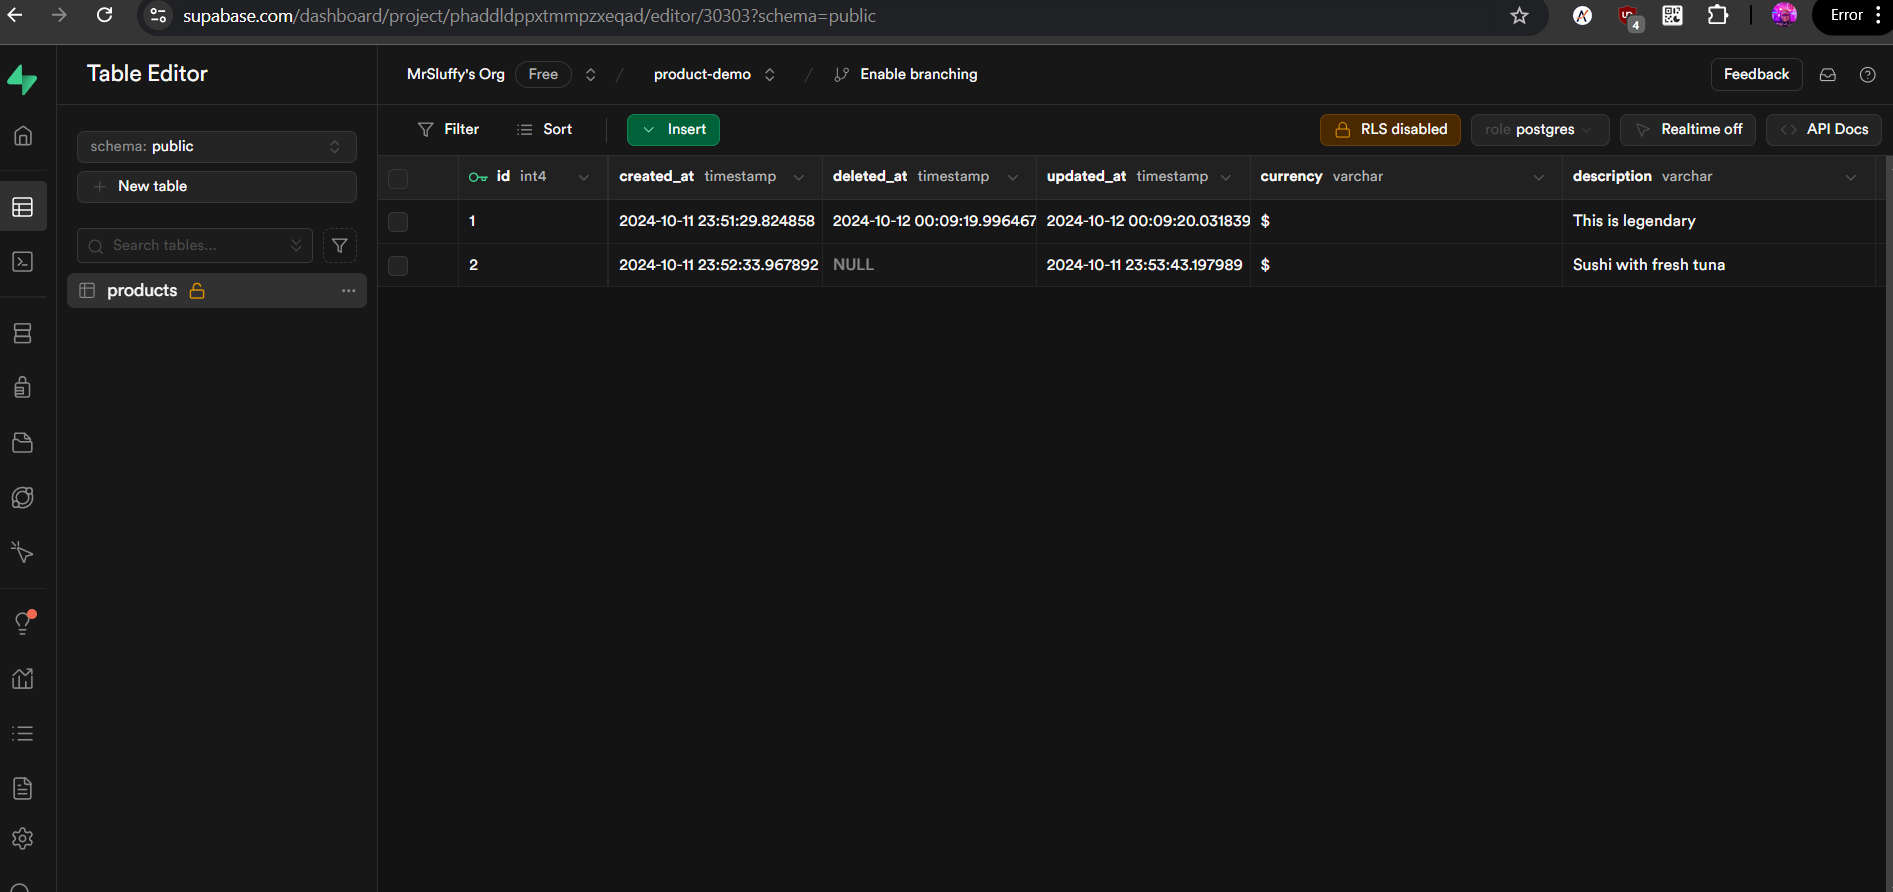 supabase.com/dashboard/project/phaddldppxtmmpzxeqad/editor/30303?schema=public
4
Error
Table Editor
MrSluffy's Org Free / product-demo / Enable branching
Feedback
schema: public
New table
Search tables...
products
Filter Sort Insert
RLS disabled role postgres Realtime off API Docs
id int4 created_at timestamp deleted_at timestamp updated_at timestamp currency varchar description varchar
1 2024-10-11 23:51:29.824858 2024-10-12 00:09:19.996467 2024-10-12 00:09:20.031839 $ This is legendary
2 2024-10-11 23:52:33.967892 NULL 2024-10-11 23:53:43.197989 $ Sushi with fresh tuna